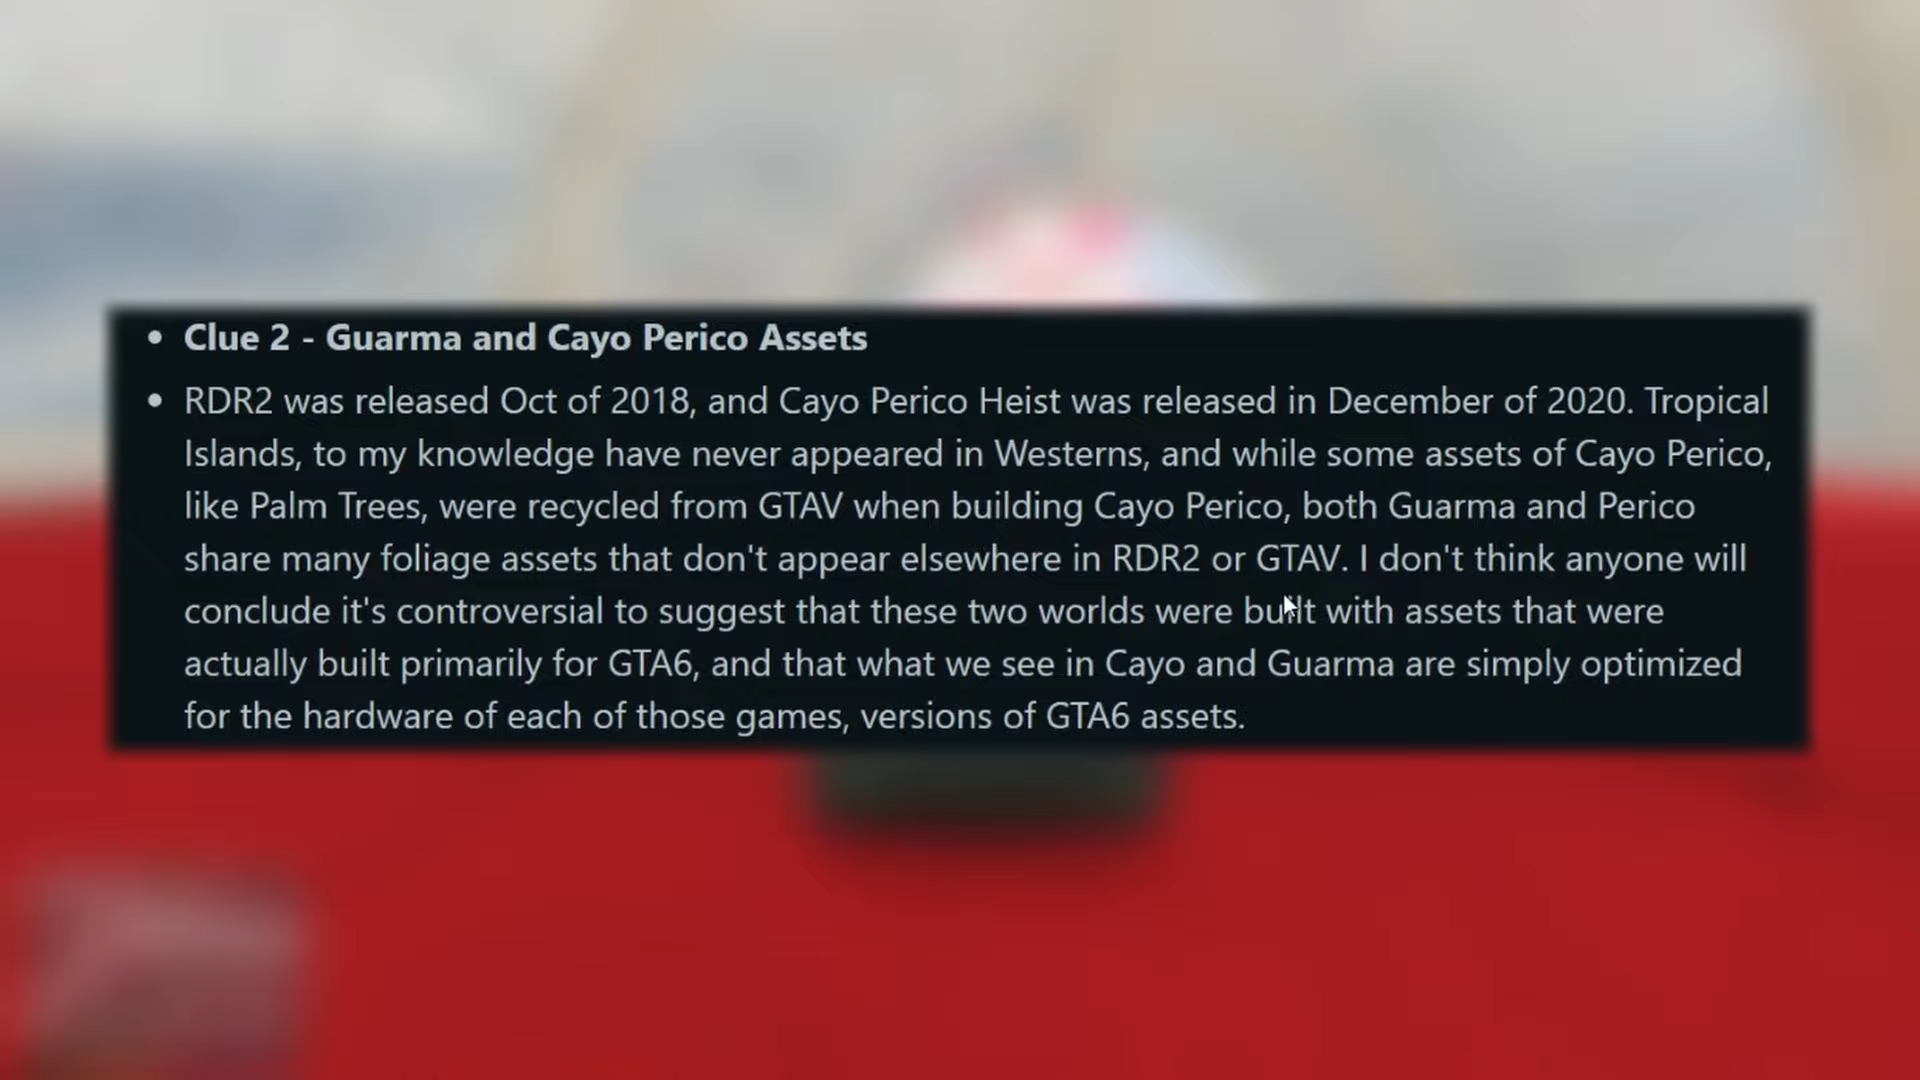 • Clue 2 - Guarma and Cayo Perico Assets
• RDR2 was released Oct of 2018, and Cayo Perico Heist was released in December of 2020. Tropical
Islands, to my knowledge have never appeared in Westerns, and while some assets of Cayo Perico,
like Palm Trees, were recycled from GTAV when building Cayo Perico, both Guarma and Perico
share many foliage assets that don't appear elsewhere in RDR2 or GTAV. I don't think anyone will
conclude it's controversial to suggest that these two worlds were built with assets that were
actually built primarily for GTA6, and that what we see in Cayo and Guarma are simply optimized
for the hardware of each of those games, versions of GTA6 assets.